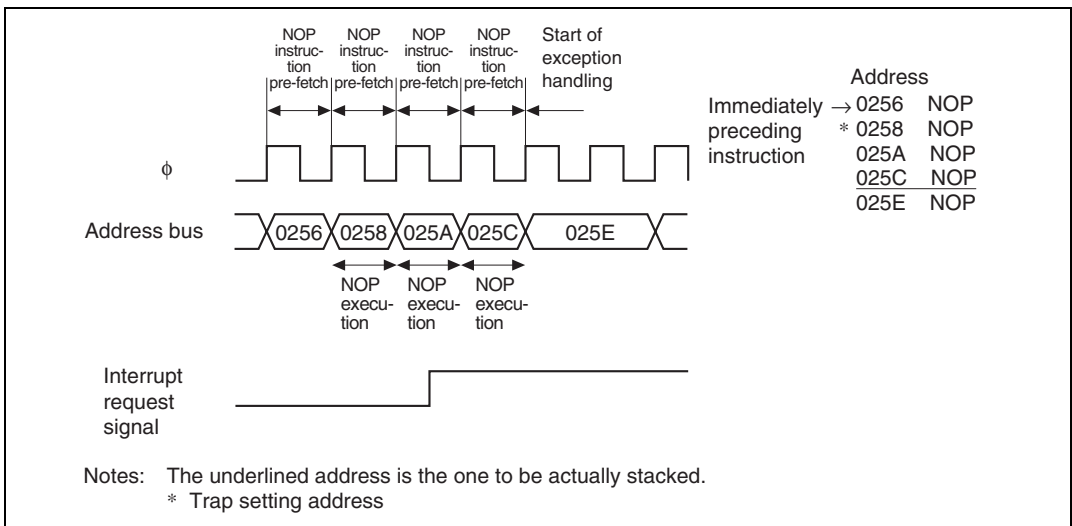 NOP instruc- tion pre-fetch
NOP instruc- tion pre-fetch
NOP instruc- tion pre-fetch
NOP instruc- tion pre-fetch
Start of
exception
handling
Address
Immediately → 0256 NOP
preceding * 0258 NOP
instruction 025A NOP
025C NOP
025E NOP
φ
Address bus 0256 0258 025A 025C 025E
NOP execu- tion
NOP execu- tion
NOP execu- tion
Interrupt
request
signal
Notes: The underlined address is the one to be actually stacked.
* Trap setting address